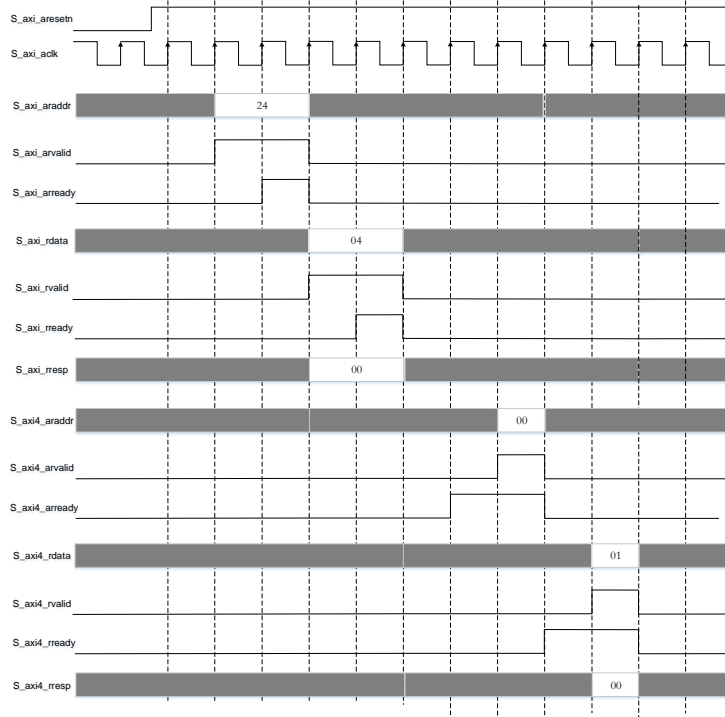 S_axi_aresetn
S_axi_aclk
S_axi_araddr 24
S_axi_arvalid
S_axi_arready
S_axi_rdata 04
S_axi_rvalid
S_axi_rready
S_axi_rresp 00
S_axi4_araddr 00
S_axi4_arvalid
S_axi4_arready
S_axi4_rdata 01
S_axi4_rvalid
S_axi4_rready
S_axi4_rresp 00